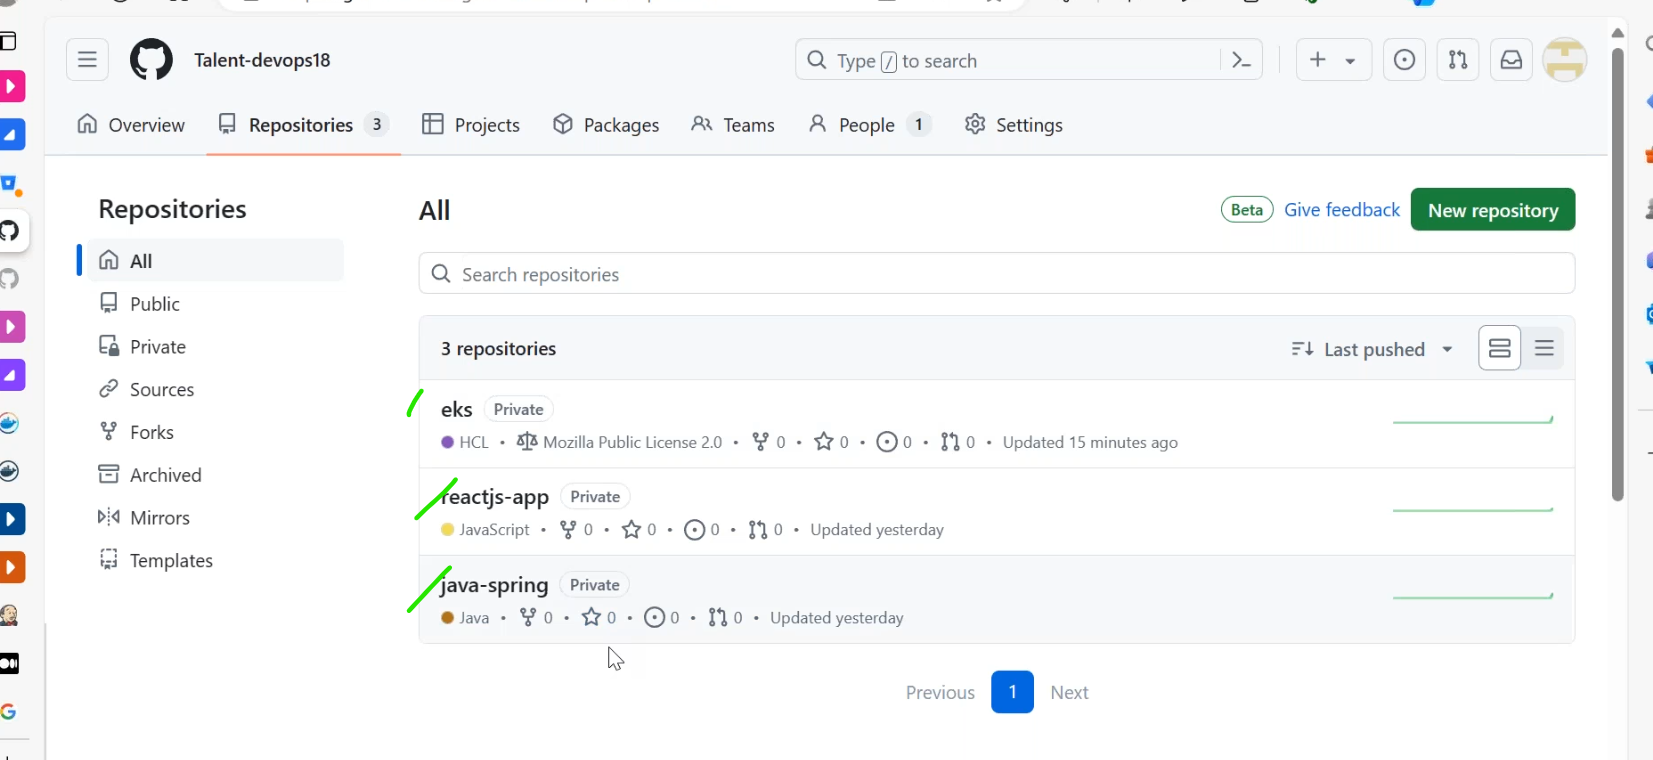 Talent-devops18
Type / to search
Overview Repositories 3 Projects Packages Teams People 1 Settings
Repositories
All
Public
Private
Sources
Forks
Archived
Mirrors
Templates
All
Beta Give feedback New repository
Search repositories
3 repositories Last pushed
eks Private
HCL • Mozilla Public License 2.0 • 0 • 0 • 0 • 0 • Updated 15 minutes ago
reactjs-app Private
JavaScript • 0 • 0 • 0 • 0 • Updated yesterday
java-spring Private
Java • 0 • 0 • 0 • 0 • Updated yesterday
Previous 1 Next